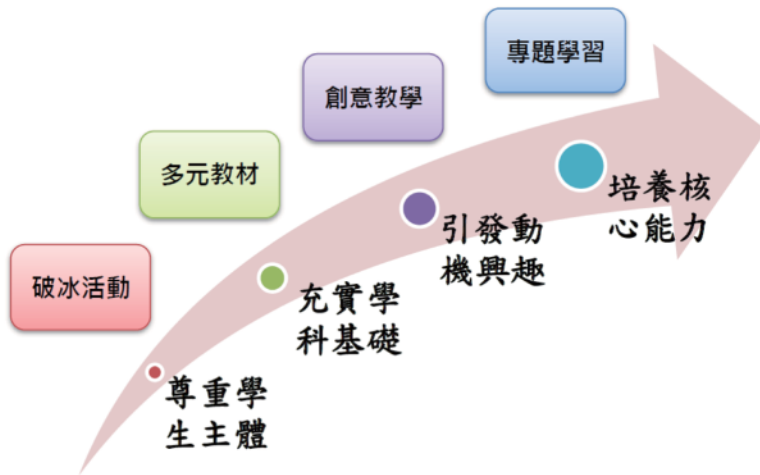 專題學習
創意教學
多元教材
破冰活動
培養核
心能力
引發動
機興趣
充實學
科基礎
尊重學
生主體